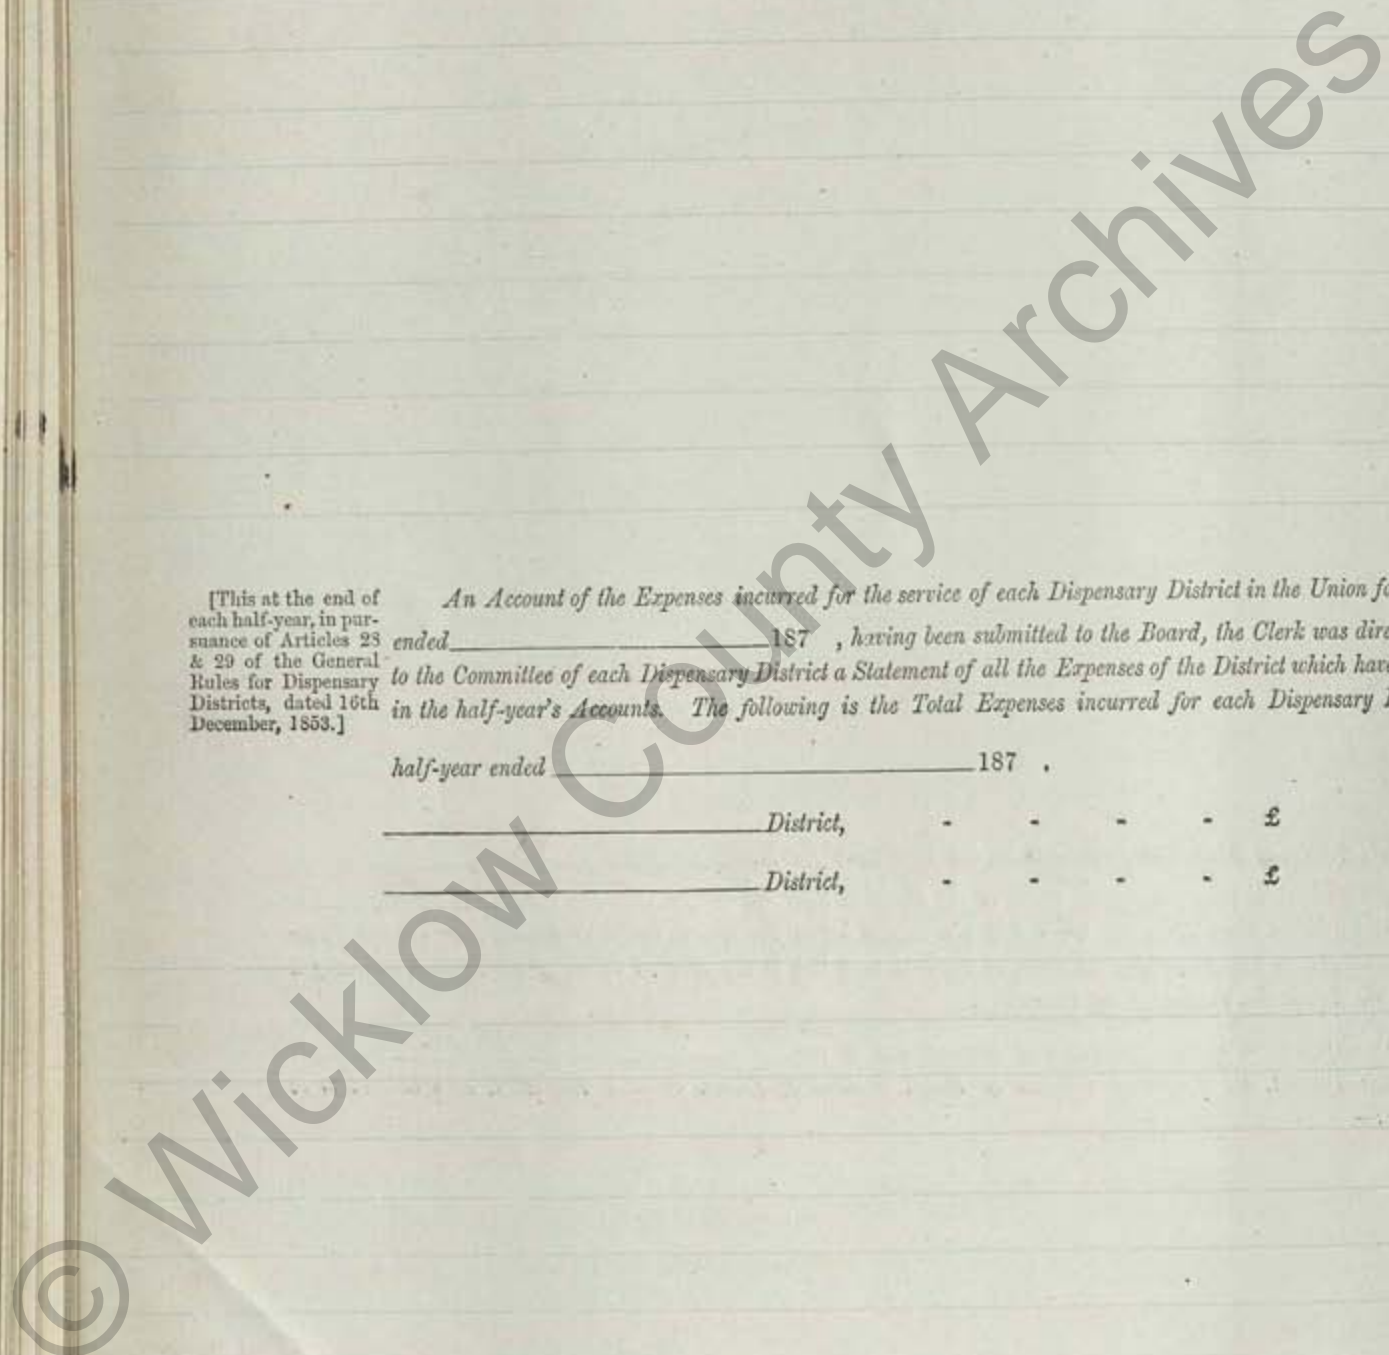 [This at the end of
each half-year, in pur-
suance of Articles 28
& 29 of the General
Rules for Dispensary
Districts, dated 16th
December, 1853.]
An Account of the Expenses incurred for the service of each Dispensary District in the Union fo
ended 187 , having been submitted to the Board, the Clerk was dire
to the Committee of each Dispensary District a Statement of all the Expenses of the District which have
in the half-year's Accounts. The following is the Total Expenses incurred for each Dispensary
half-year ended 187 .
District, - - - - £
District, - - - - £
© Wicklow County Archives